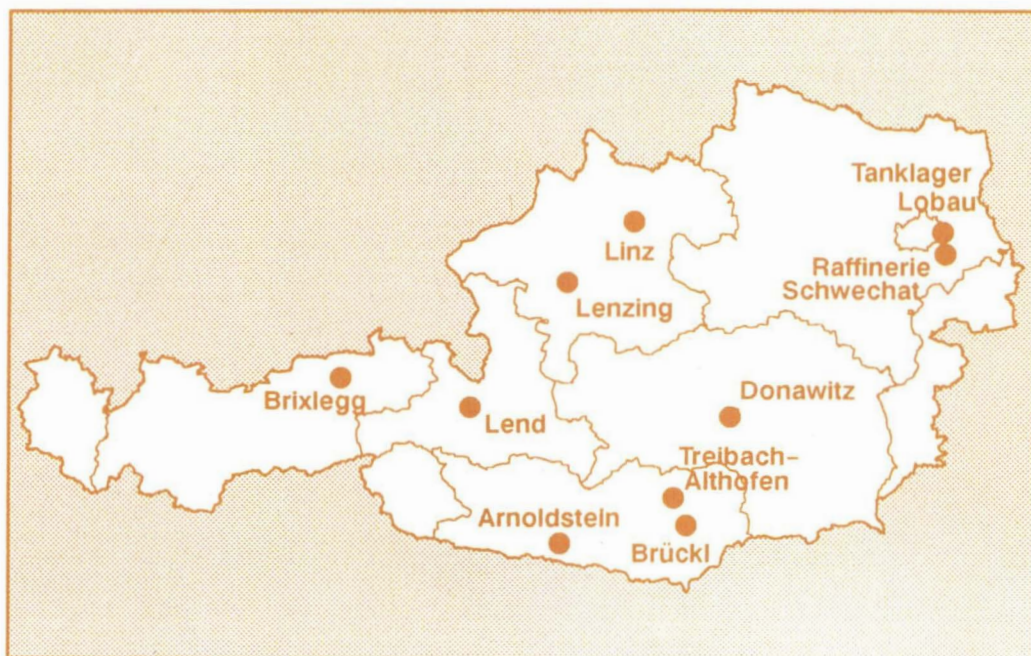 Tanklager
Lobau
Linz
Raffinerie
Schwechat
Lenzing
Brixlegg
Donawitz
Lend
Treibach-
Althofen
Arnoldstein
Brückl